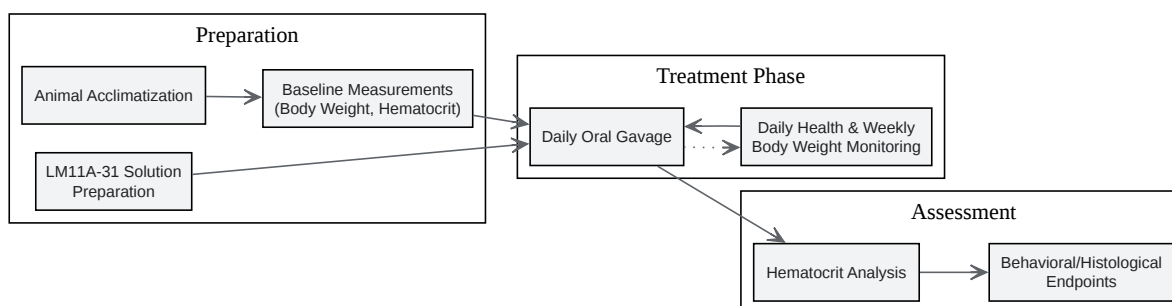 Preparation
Animal Acclimatization
Baseline Measurements
(Body Weight, Hematocrit)
LM11A-31 Solution
Preparation
Treatment Phase
Daily Oral Gavage
Daily Health & Weekly
Body Weight Monitoring
Assessment
Hematocrit Analysis
Behavioral/Histological
Endpoints